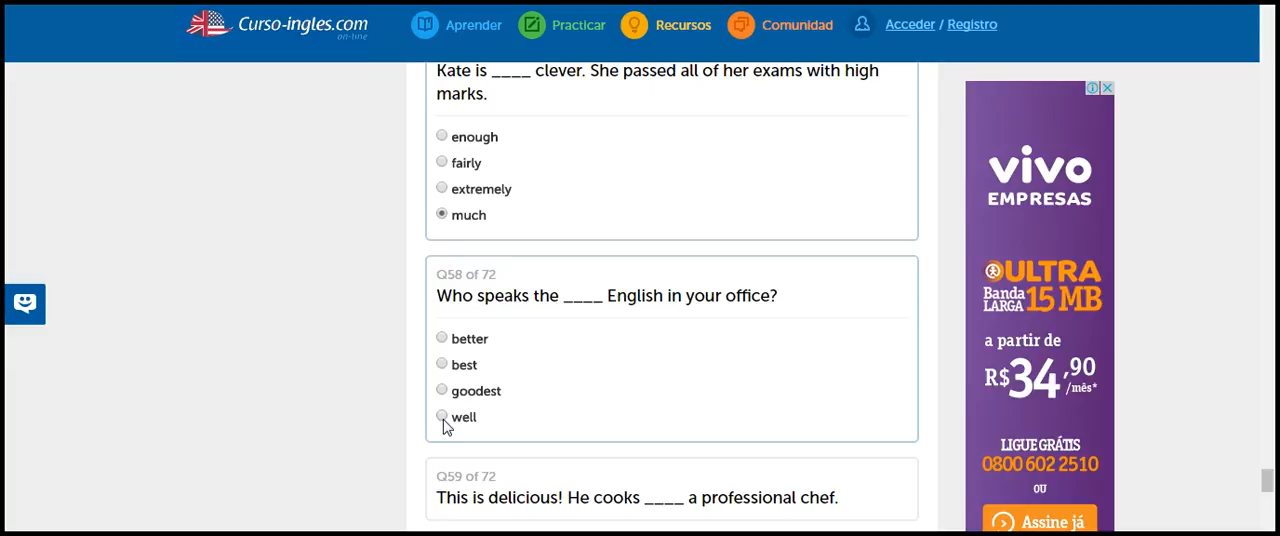 Curso-ingles.com
on-line
Aprender
Practicar
Recursos
Comunidad
Acceder / Registro
Kate is ____ clever. She passed all of her exams with high
marks.
enough
fairly
extremely
much
Q58 of 72
Who speaks the ____ English in your office?
better
best
goodest
well
Q59 of 72
This is delicious! He cooks ____ a professional chef.
vivo
EMPRESAS
ULTRA
Banda
LARGA 15 MB
a partir de
R$34,90
/mês*
LIGUE GRÁTIS
0800 602 2510
OU
Assine já